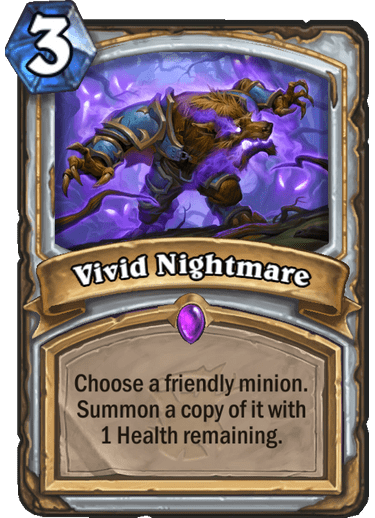 3
Vivid Nightmare
Choose a friendly minion.
Summon a copy of it with
1 Health remaining.